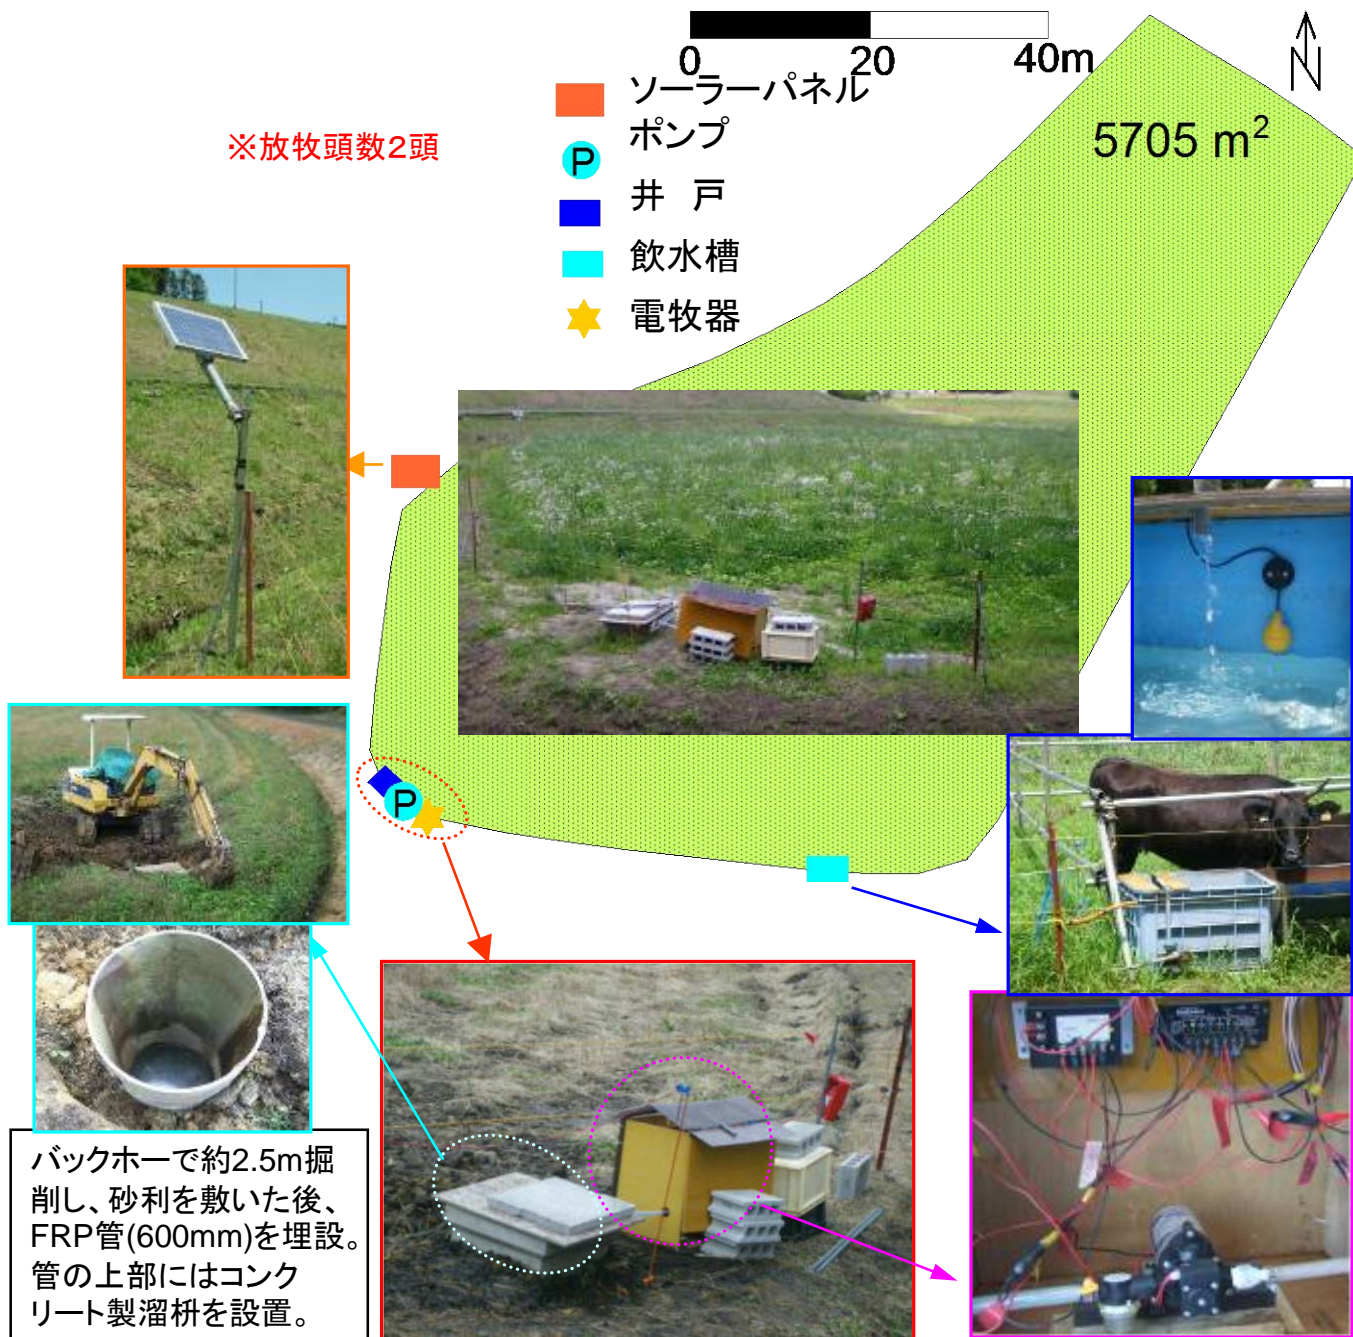 0 20 40m
N
ソーラーパネル
※放牧頭数2頭
ポンプ
P
5705 m²
井 戸
飲水槽
電牧器
P
バックホーで約2.5m掘
削し、砂利を敷いた後、
FRP管(600mm)を埋設。
管の上部にはコンク
リート製溜枡を設置。